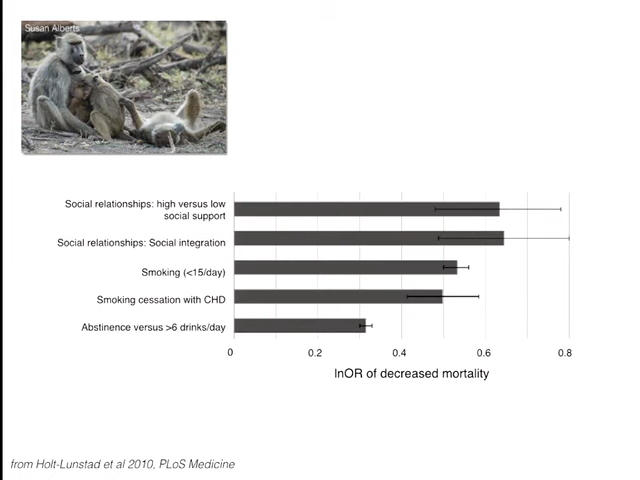 Susan Alberts
Social relationships: high versus low
social support
Social relationships: Social integration
Smoking (<15/day)
Smoking cessation with CHD
Abstinence versus >6 drinks/day
0 0.2 0.4 0.6 0.8
lnOR of decreased mortality
from Holt-Lunstad et al 2010, PLoS Medicine